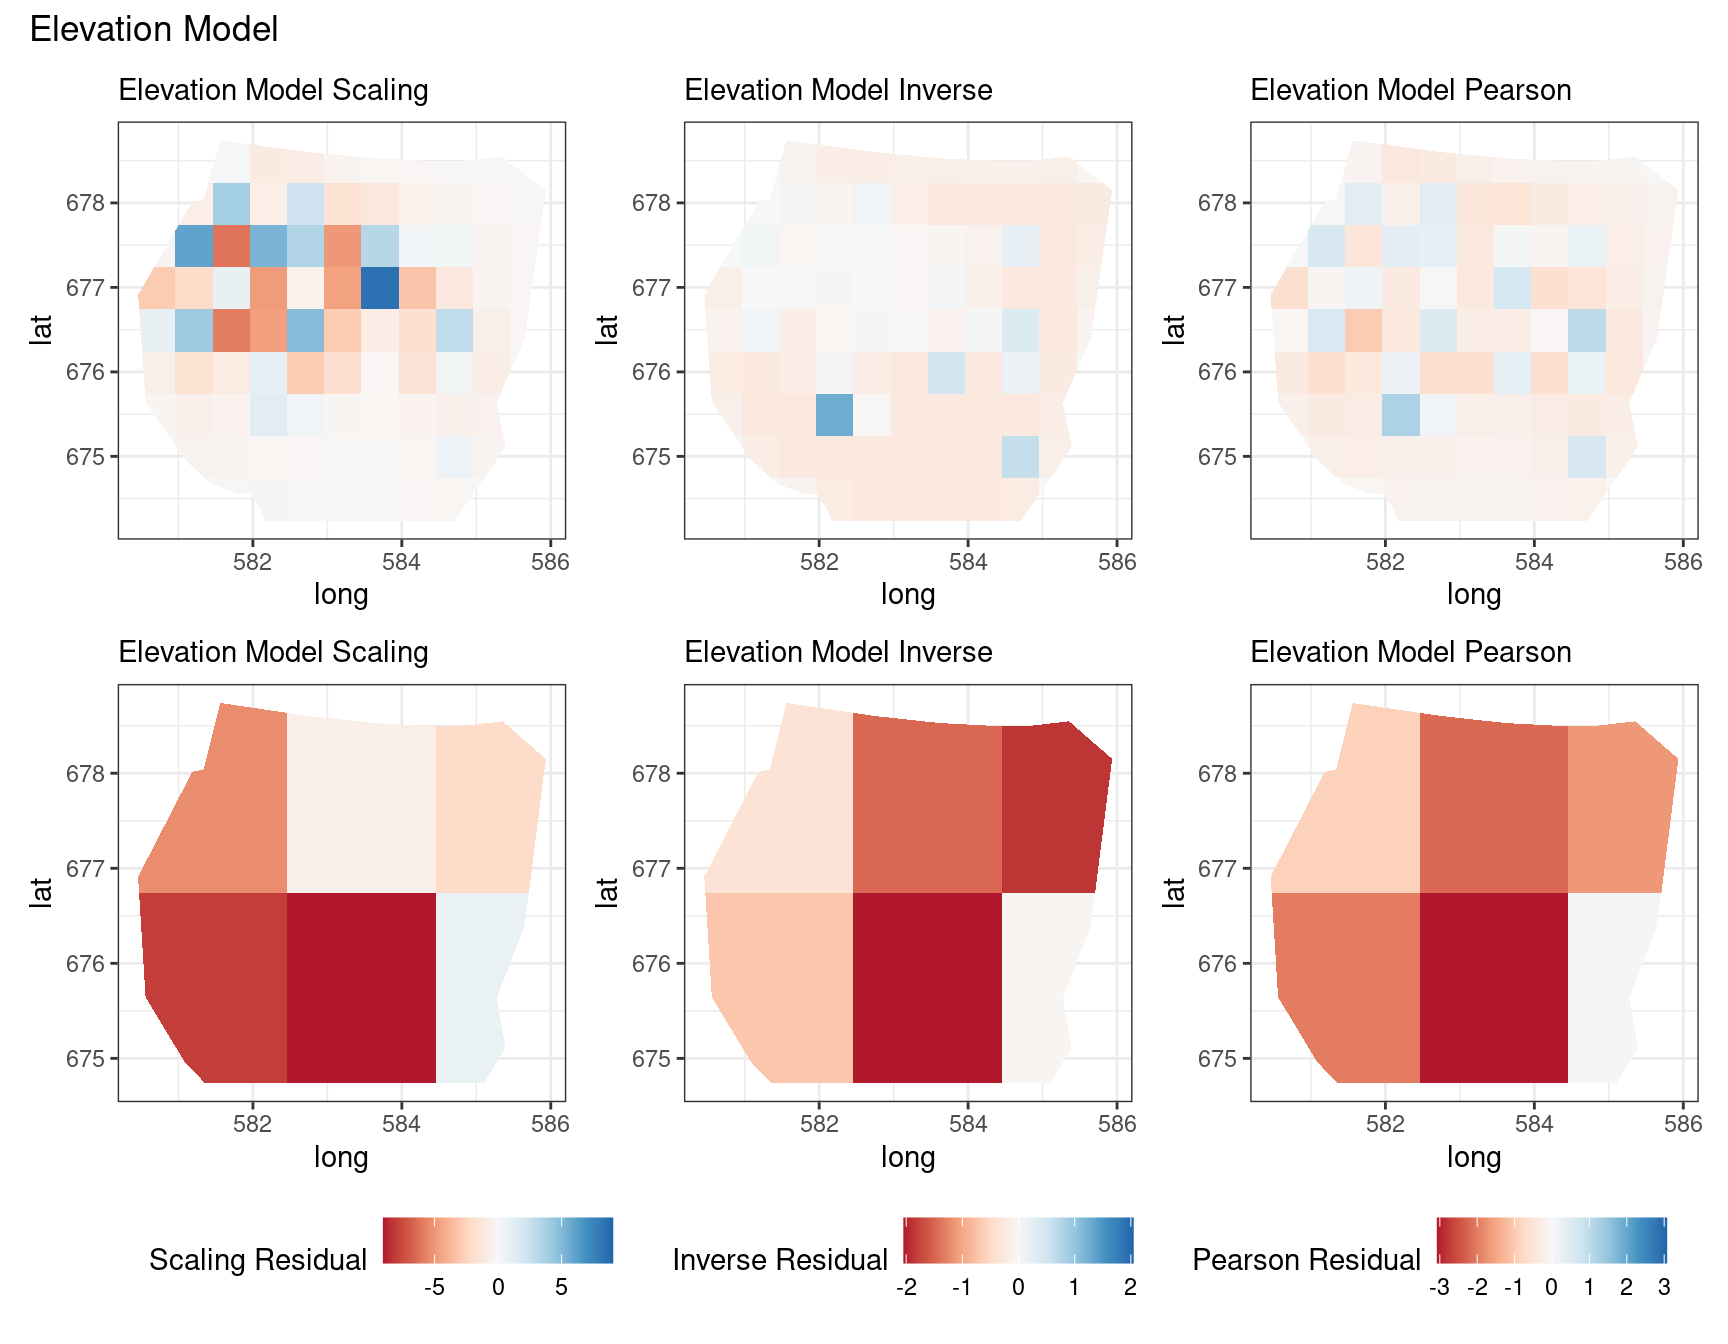 Elevation Model
Elevation Model Scaling
Elevation Model Inverse
Elevation Model Pearson
678
677
676
675
lat
582
584
586
long
678
677
676
675
lat
582
584
586
long
678
677
676
675
lat
582
584
586
long
Elevation Model Scaling
Elevation Model Inverse
Elevation Model Pearson
678
677
676
675
lat
582
584
586
long
678
677
676
675
lat
582
584
586
long
678
677
676
675
lat
582
584
586
long
Scaling Residual
-5 0 5
Inverse Residual
-2 -1 0 1 2
Pearson Residual
-3 -2 -1 0 1 2 3